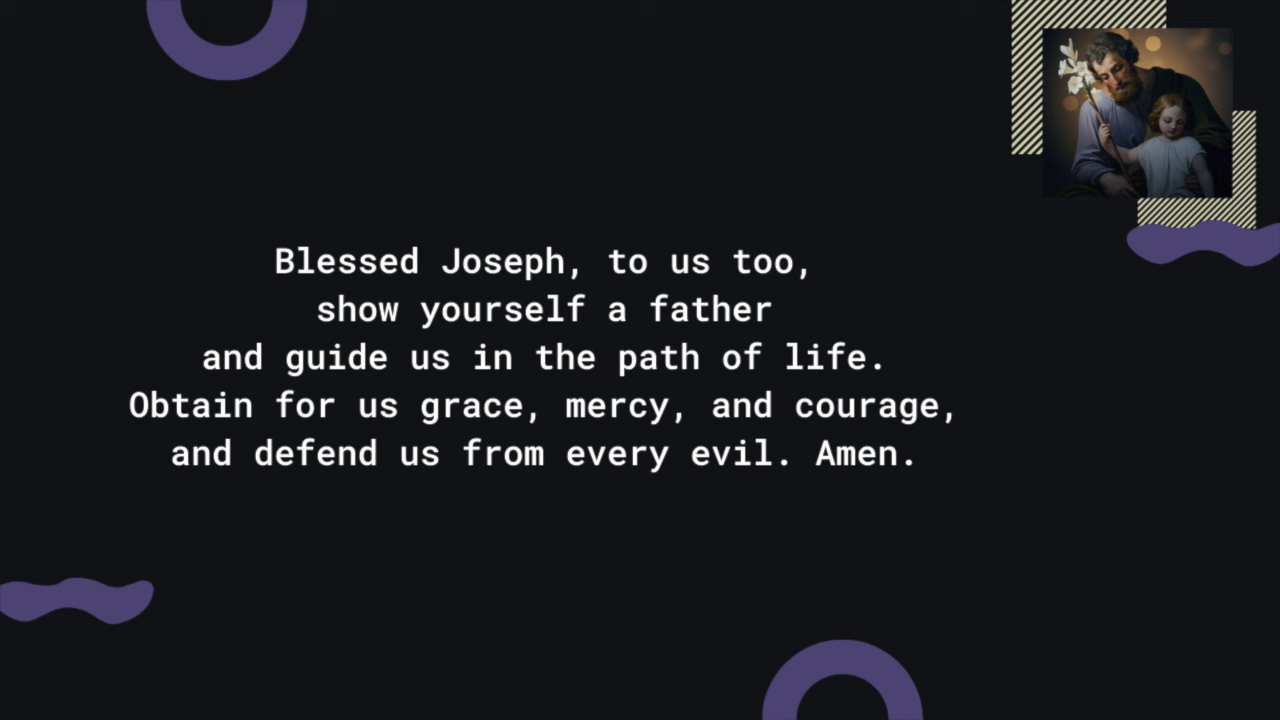 Blessed Joseph, to us too,
show yourself a father
and guide us in the path of life.
Obtain for us grace, mercy, and courage,
and defend us from every evil. Amen.